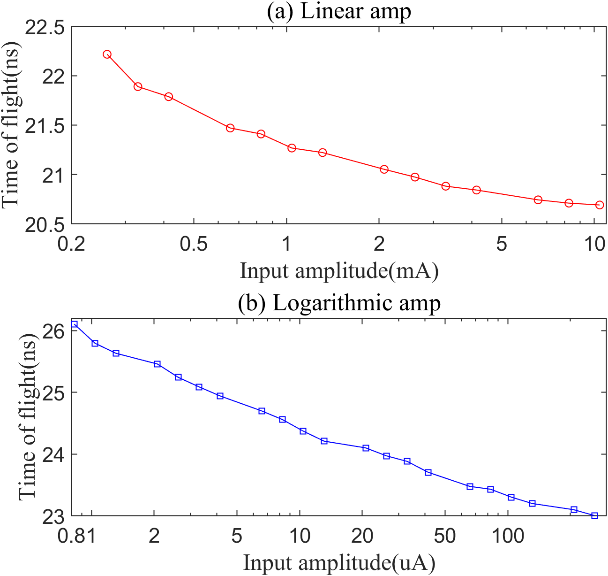 (a) Linear amp
22.5
22
21.5
21
20.5
Time of flight(ns)
0.2 0.5 1 2 5 10
Input amplitude(mA)
(b) Logarithmic amp
26
25
24
23
Time of flight(ns)
0.81 2 5 10 20 50 100
Input amplitude(uA)